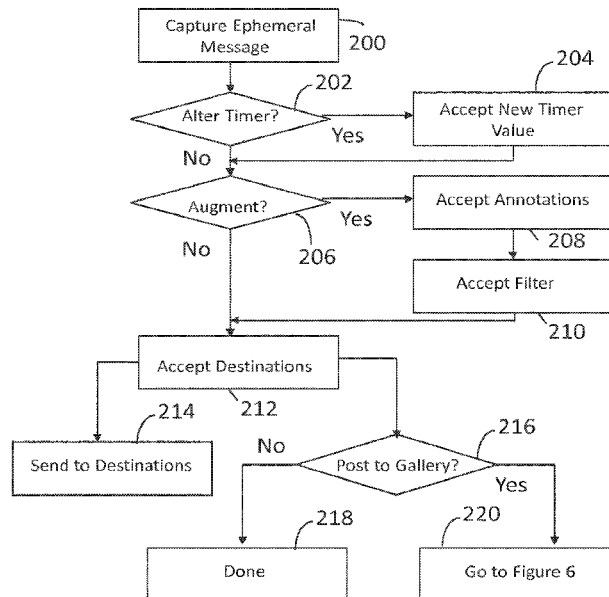 Capture Ephemeral
Message
200
202
204
Alter Timer?
Yes
Accept New Timer
Value
No
Augment?
Yes
Accept Annotations
206
208
No
Accept Filter
210
Accept Destinations
212
214
Send to Destinations
No
Post to Gallery?
216
Yes
218
Done
220
Go to Figure 6